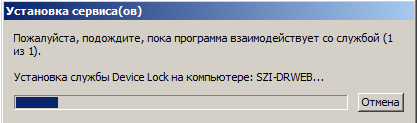 Установка сервиса(ов)
Пожалуйста, подождите, пока программа взаимодействует со службой (1
из 1).
Установка службы Device Lock на компьютере: SZI-DRWEB...
Отмена